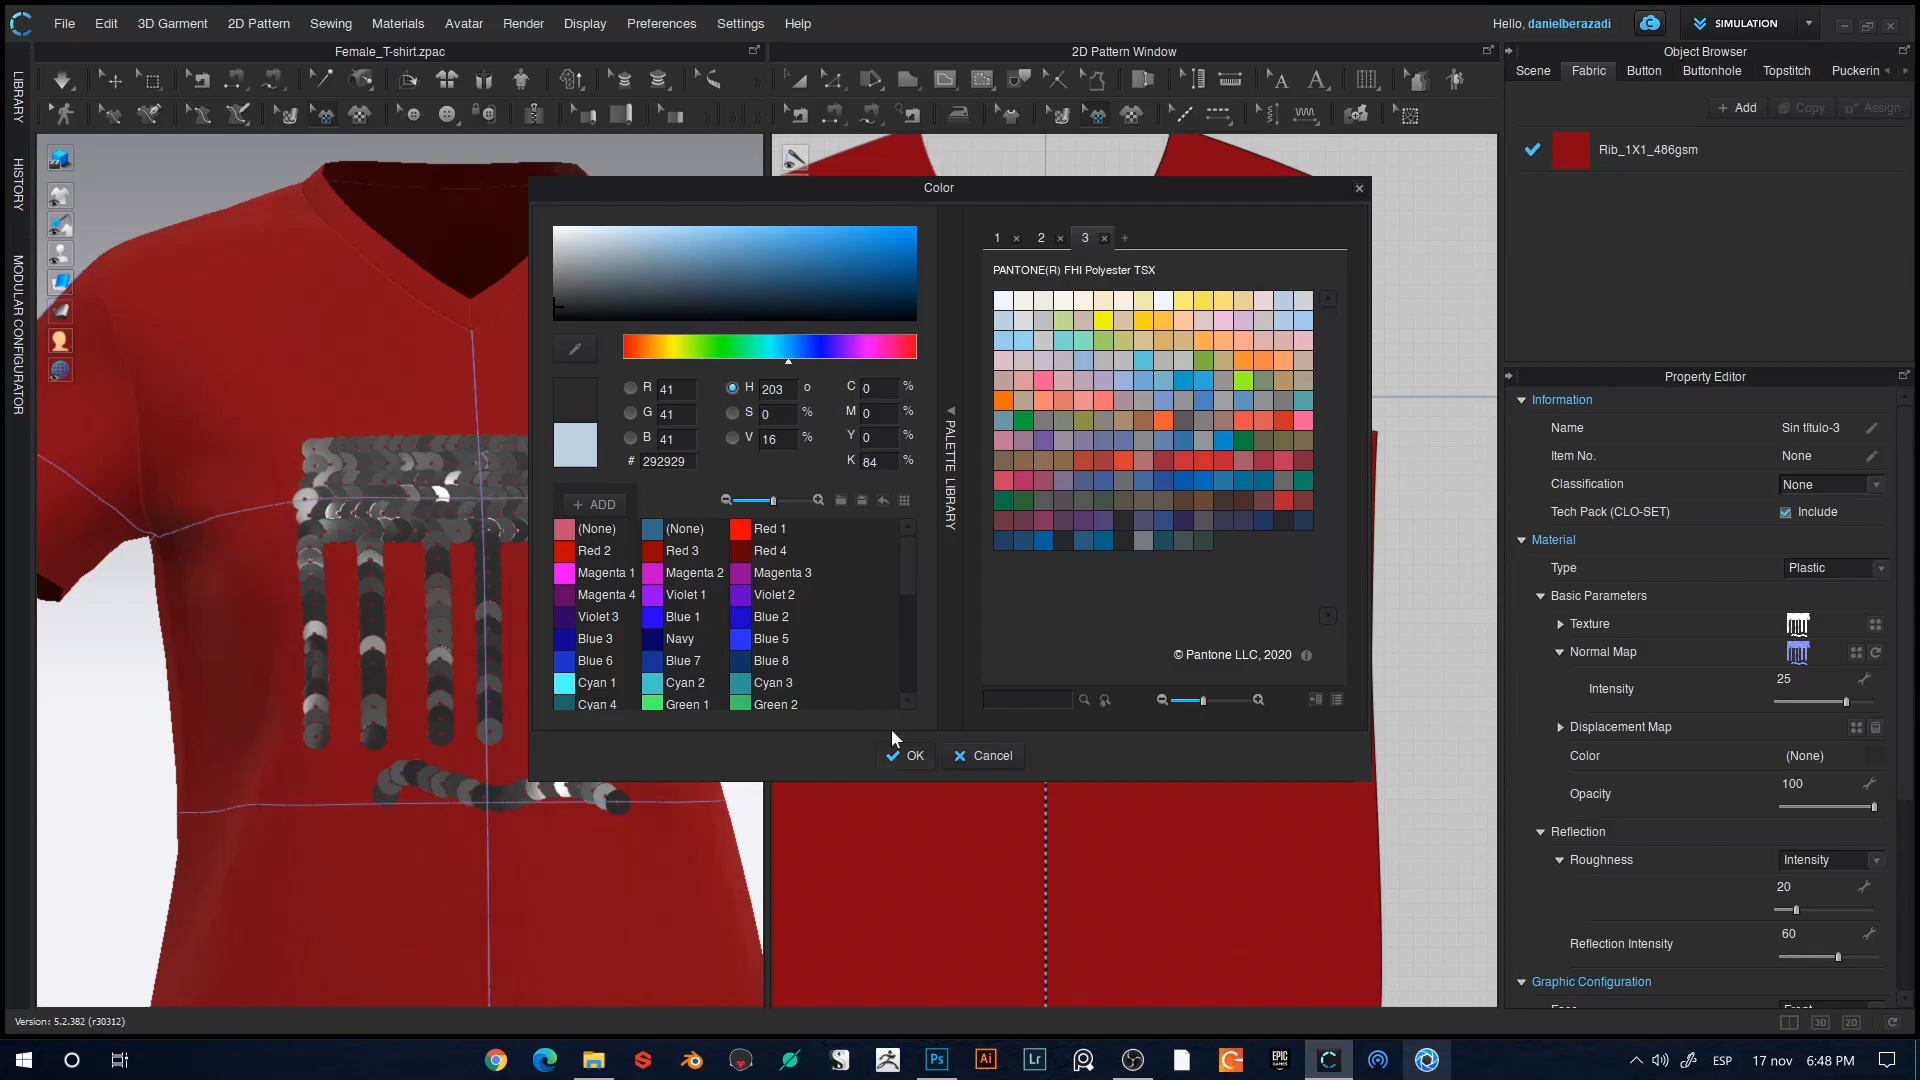 File Edit 3D Garment 2D Pattern Sewing Materials Avatar Render Display Preferences Settings Help
Hello, danielberazadi
SIMULATION
Female_T-shirt.zpac
2D Pattern Window
Object Browser
Scene Fabric Button Buttonhole Topstitch Puckerin
+ Add Copy Assign
Rib_1X1_486gsm
LIBRARY
HISTORY
MODULAR CONFIGURATOR
Color
1 2 3 +
PANTONE(R) FHI Polyester TSX
R 41 H 203 o C 0 %
G 41 S 0 % M 0 %
B 41 V 16 % Y 0 %
# 292929 K 84 %
+ ADD
(None) (None) Red 1
Red 2 Red 3 Red 4
Magenta 1 Magenta 2 Magenta 3
Magenta 4 Violet 1 Violet 2
Violet 3 Blue 1 Blue 2
Blue 3 Navy Blue 5
Blue 6 Blue 7 Blue 8
Cyan 1 Cyan 2 Cyan 3
Cyan 4 Green 1 Green 2
PALETTE LIBRARY
© Pantone LLC, 2020
OK Cancel
Property Editor
Information
Name Sin título-3
Item No. None
Classification None
Tech Pack (CLO-SET) Include
Material
Type Plastic
Basic Parameters
Texture
Normal Map
Intensity 25
Displacement Map
Color (None)
Opacity 100
Reflection
Roughness Intensity
20
Reflection Intensity 60
Graphic Configuration
3D 2D
Version: 5.2.382 (r30312)
Ps Ai Lr
EPIC GAMES
ESP 17 nov 6:48 PM